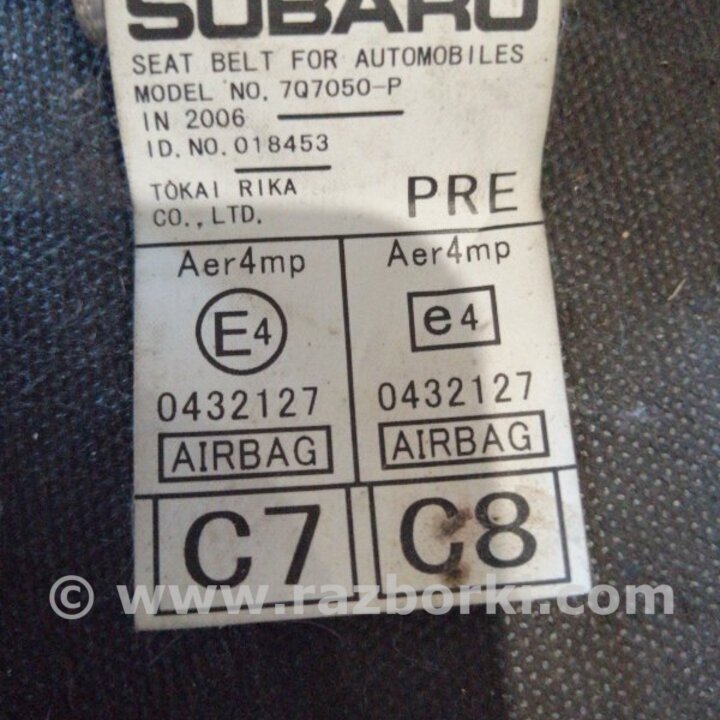 SUBARU
SEAT BELT FOR AUTOMOBILES
MODEL NO. 7Q7050-P
IN 2006
ID. NO. 018453
TŌKAI RIKA
CO., LTD.
PRE
Aer4mp
Aer4mp
E4
e4
0432127
0432127
AIRBAG
AIRBAG
C7
C8
© www.razborki.com